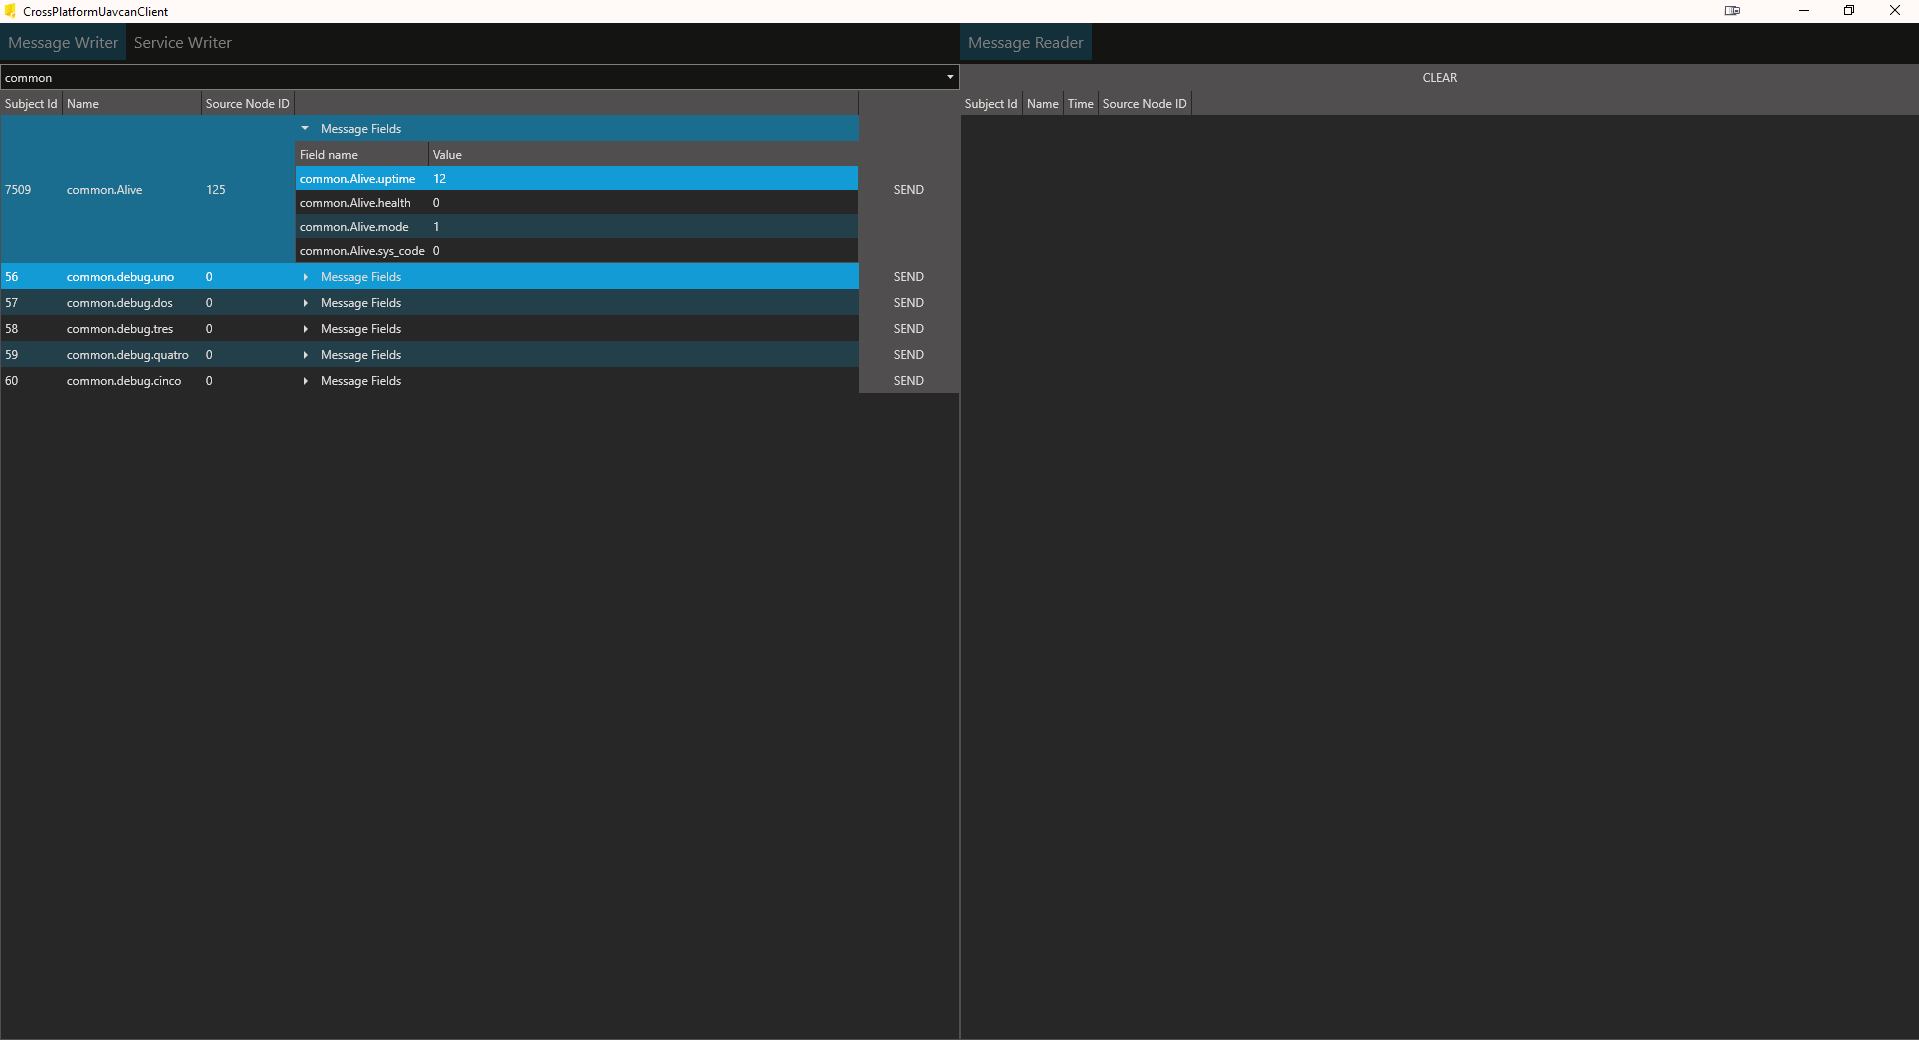 CrossPlatformUavcanClient
Message Writer Service Writer Message Reader
common CLEAR
Subject Id Name Source Node ID Subject Id Name Time Source Node ID
Message Fields
Field name Value
common.Alive.uptime 12
7509 common.Alive 125 SEND
common.Alive.health 0
common.Alive.mode 1
common.Alive.sys_code 0
56 common.debug.uno 0 Message Fields SEND
57 common.debug.dos 0 Message Fields SEND
58 common.debug.tres 0 Message Fields SEND
59 common.debug.quatro 0 Message Fields SEND
60 common.debug.cinco 0 Message Fields SEND